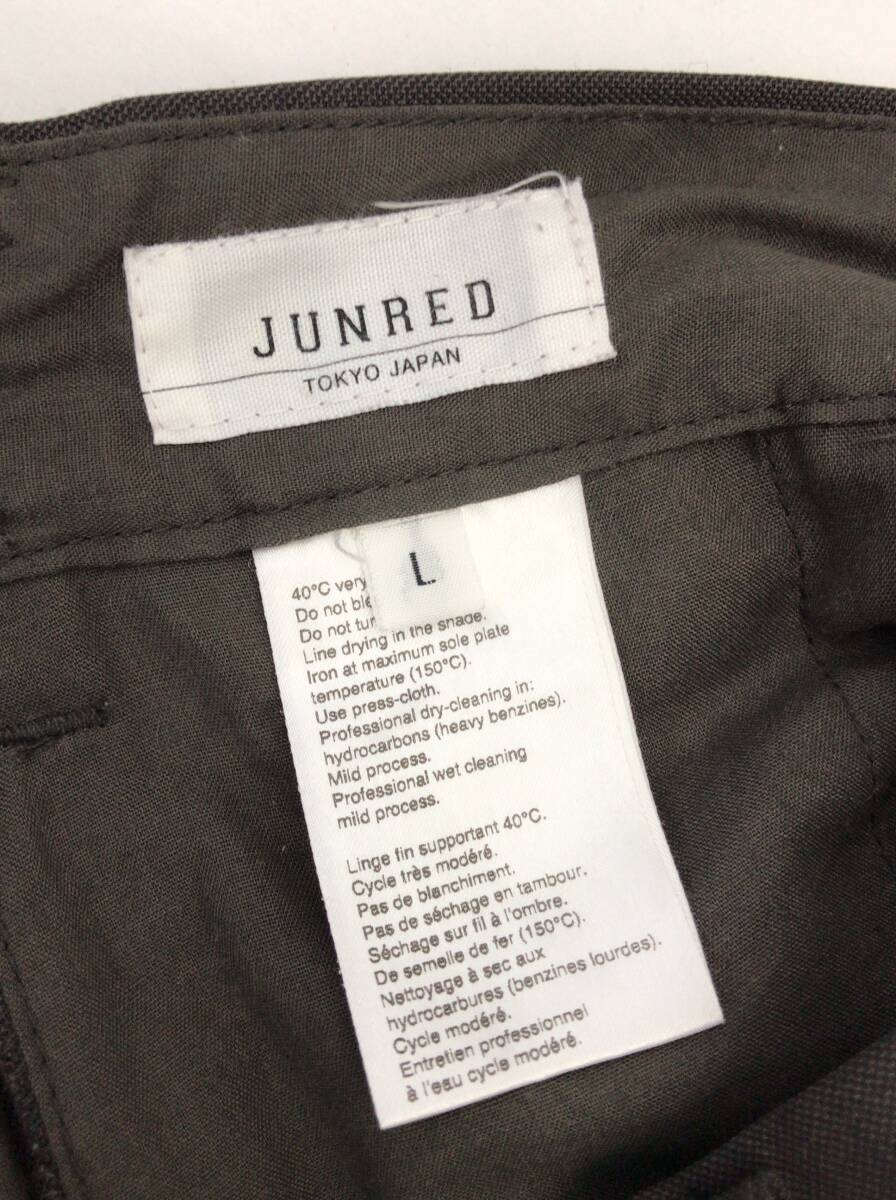 JUNRED
TOKYO JAPAN
L
40°C very
Do not
Do not
Line drying in the shade.
Iron at maximum sole plate
temperature (150°C).
Use press-cloth.
Professional dry-cleaning in:
hydrocarbons (heavy benzines).
Mild process.
Professional wet cleaning
mild process.
Linge fin supportant 40°C.
Cycle très modéré.
Pas de blanchiment.
Pas de séchage en tambour.
Séchage sur fil à l'ombre.
De semelle de fer (150°C).
Nettoyage à sec aux
hydrocarbures (benzines lourdes).
Cycle modéré.
Entretien professionnel
à l'eau cycle modéré.